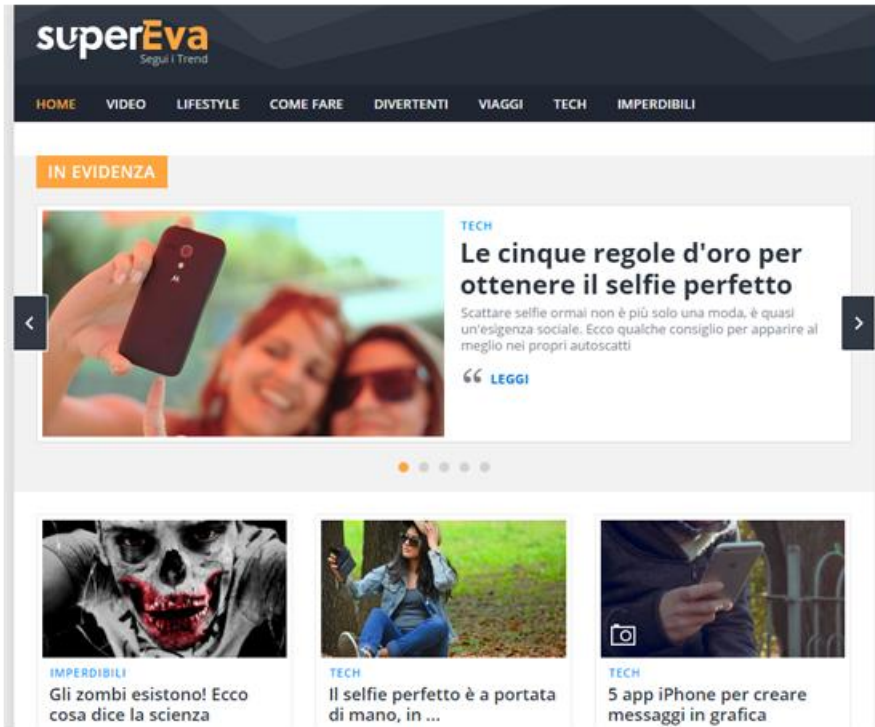 superEva
Segui i Trend
HOME VIDEO LIFESTYLE COME FARE DIVERTENTI VIAGGI TECH IMPERDIBILI
IN EVIDENZA
TECH
Le cinque regole d'oro per
ottenere il selfie perfetto
Scattare selfie ormai non è più solo una moda, è quasi
un'esigenza sociale. Ecco qualche consiglio per apparire al
meglio nei propri autoscatti
“ LEGGI
IMPERDIBILI
Gli zombi esistono! Ecco
cosa dice la scienza
TECH
Il selfie perfetto è a portata
di mano, in ...
TECH
5 app iPhone per creare
messaggi in grafica